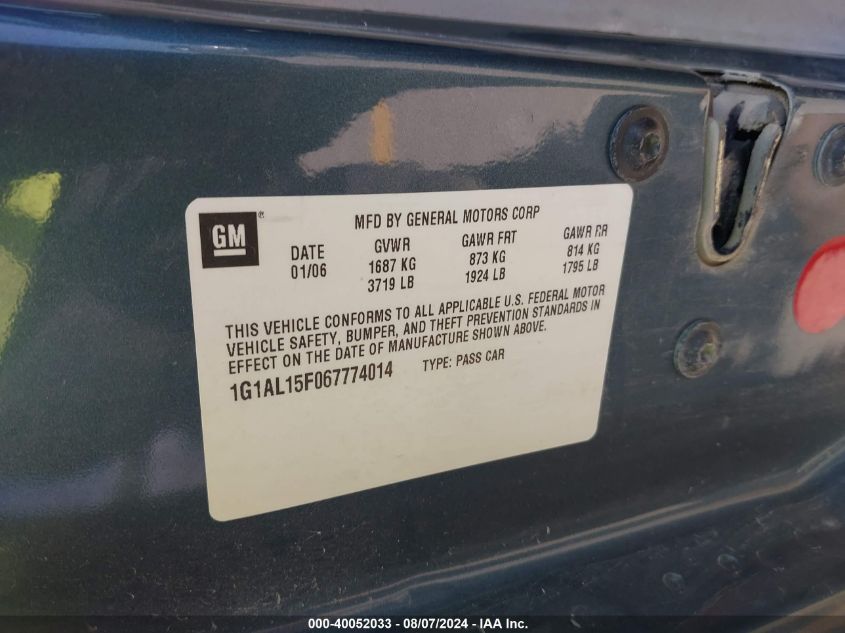 GM®
MFD BY GENERAL MOTORS CORP
DATE GVWR GAWR FRT GAWR RR
01/06 1687 KG 873 KG 814 KG
3719 LB 1924 LB 1795 LB
THIS VEHICLE CONFORMS TO ALL APPLICABLE U.S. FEDERAL MOTOR
VEHICLE SAFETY, BUMPER, AND THEFT PREVENTION STANDARDS IN
EFFECT ON THE DATE OF MANUFACTURE SHOWN ABOVE.
1G1AL15F067774014 TYPE: PASS CAR
000-40052033 - 08/07/2024 - IAA Inc.